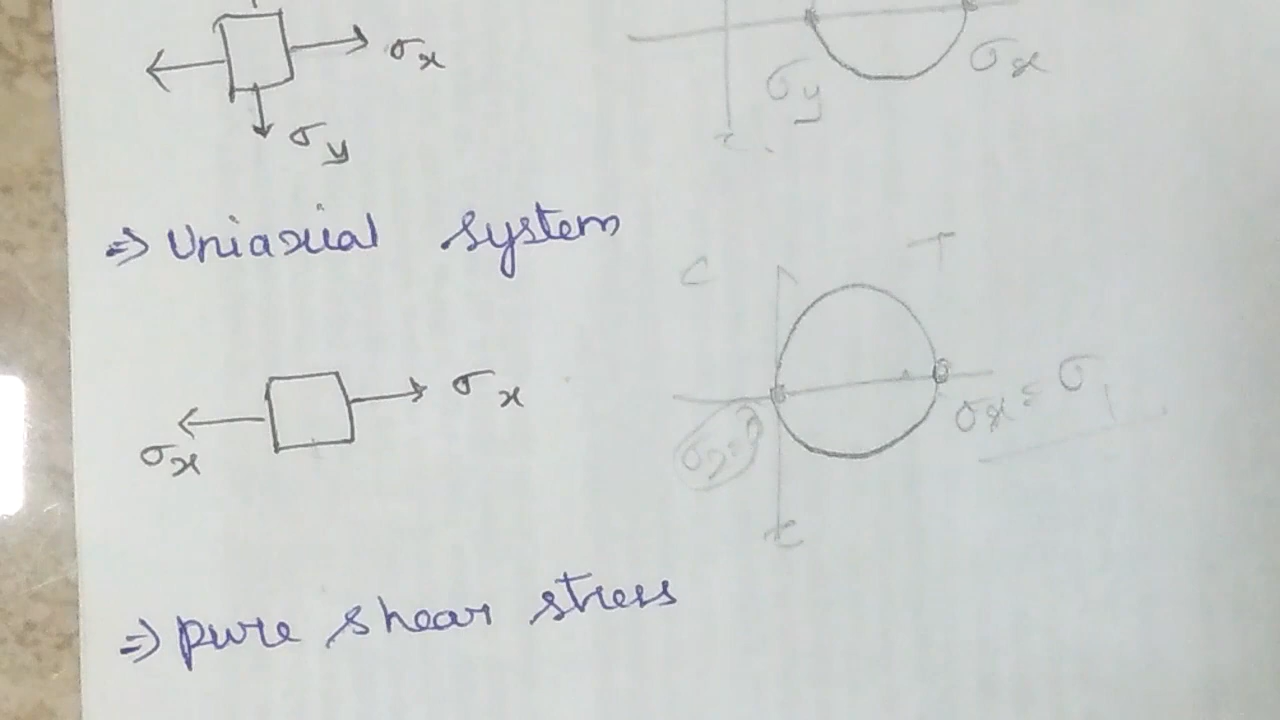 σx
σx
σy
σy
τ
⇒ Uniaxial system
C T
σx
σx
σx = σ1
σ2=0
τ
⇒ pure shear stress